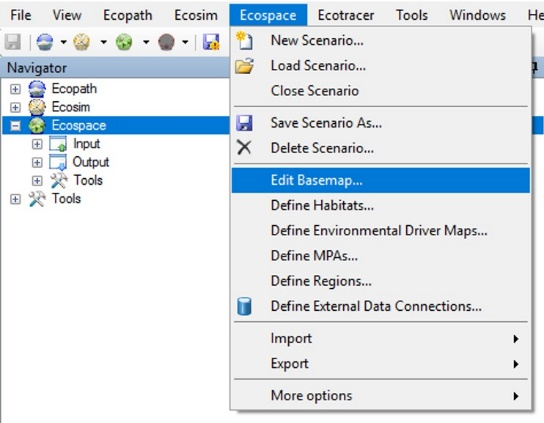 File View Ecopath Ecosim Ecospace Ecotracer Tools Windows He
Navigator
Ecopath
Ecosim
Ecospace
Input
Output
Tools
Tools
New Scenario...
Load Scenario...
Close Scenario
Save Scenario As...
Delete Scenario...
Edit Basemap...
Define Habitats...
Define Environmental Driver Maps...
Define MPAs...
Define Regions...
Define External Data Connections...
Import
Export
More options